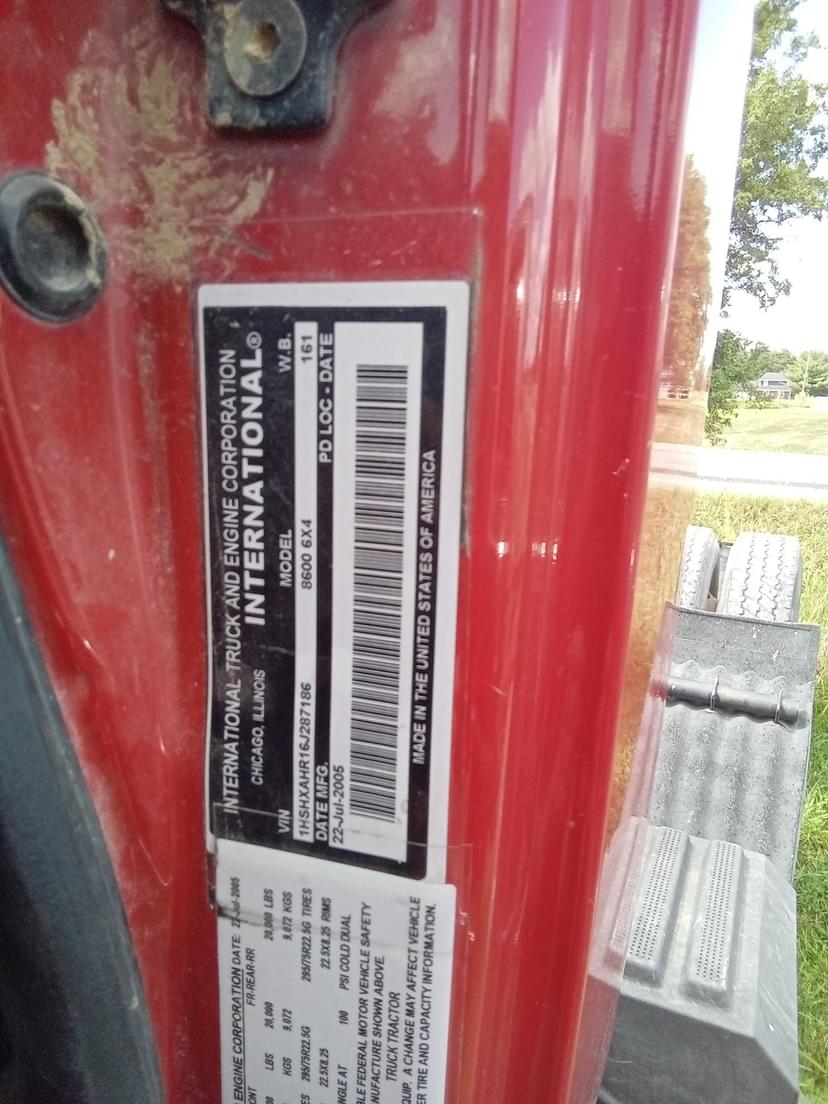 INTERNATIONAL TRUCK AND ENGINE CORPORATION
CHICAGO, ILLINOIS INTERNATIONAL®
VIN MODEL W.B.
1HSHXAHR16J287186 8600 6X4 161
DATE MFG. PD LOC - DATE
22-Jul-2005
MADE IN THE UNITED STATES OF AMERICA
ENGINE CORPORATION DATE: 22-Jul-2005
FR-REAR-RR
LBS 20,000 20,000 LBS
KGS 9,072 9,072 KGS
295/75R22.5G 295/75R22.5G TIRES
22.5X8.25 22.5X8.25 RIMS
AT 100 PSI COLD DUAL
FEDERAL MOTOR VEHICLE SAFETY
SHOWN ABOVE.
TRUCK TRACTOR
A CHANGE MAY AFFECT VEHICLE
TIRE AND CAPACITY INFORMATION.